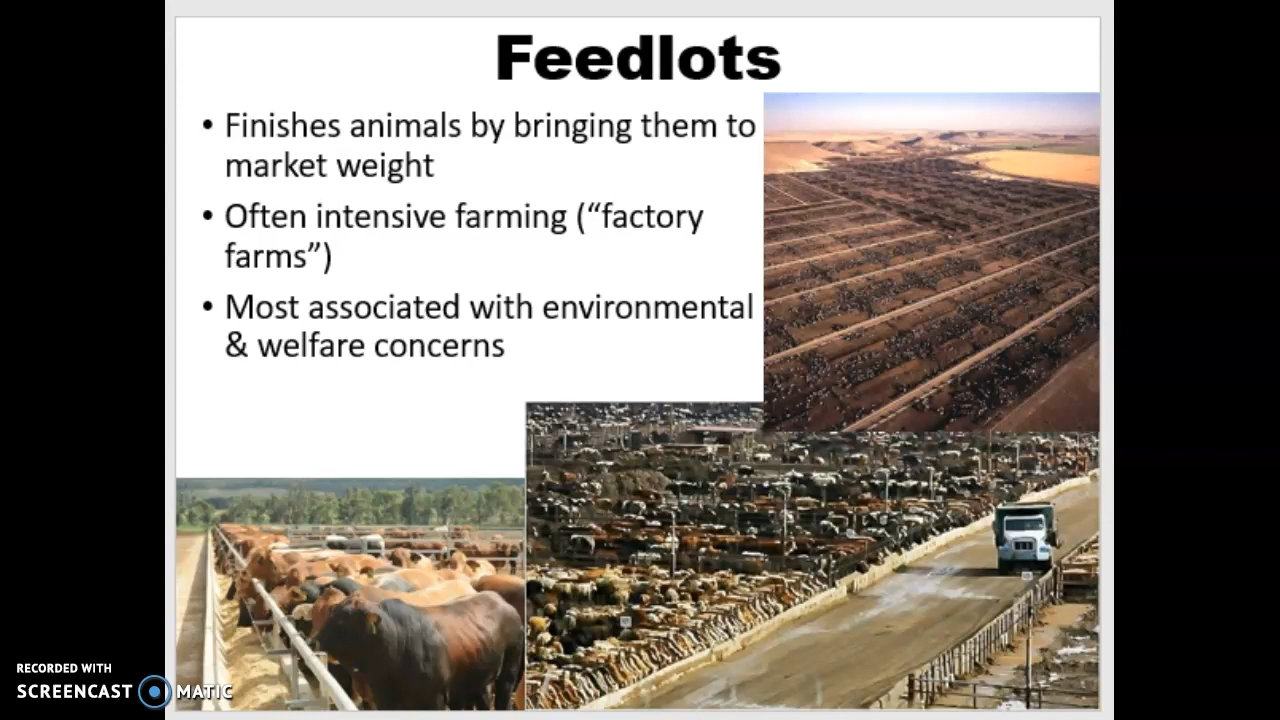 Feedlots
• Finishes animals by bringing them to
market weight
• Often intensive farming (“factory
farms”)
• Most associated with environmental
& welfare concerns
RECORDED WITH
SCREENCAST MATIC